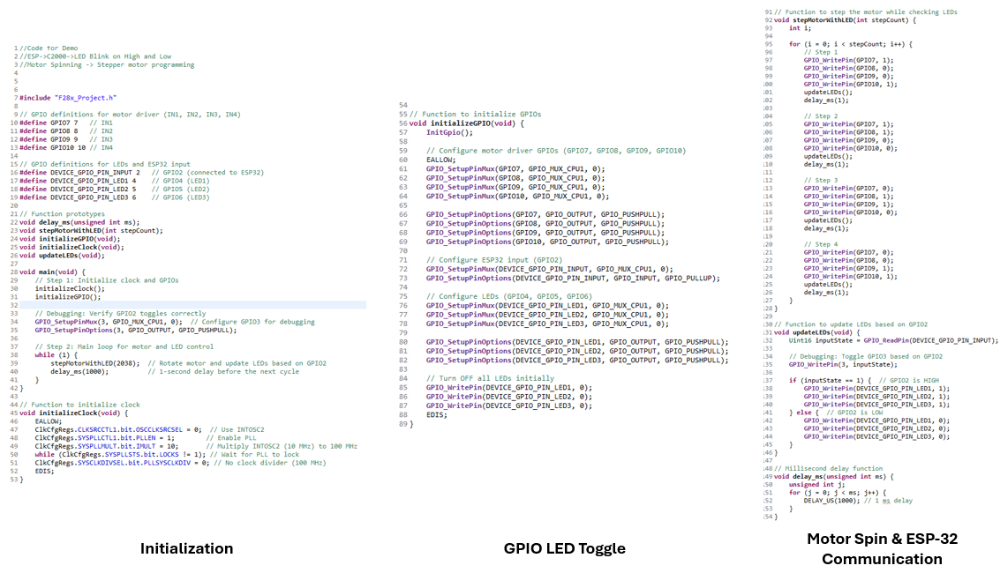 1 //Code for Demo
2 //ESP->C2000->LED Blink on High and Low
3 //Motor Spinning -> Stepper motor programming
4
5
6
7 #include "F28x_Project.h"
8
9 // GPIO definitions for motor driver (IN1, IN2, IN3, IN4)
10 #define GPIO7 7 // IN1
11 #define GPIO8 8 // IN2
12 #define GPIO9 9 // IN3
13 #define GPIO10 10 // IN4
14
15 // GPIO definitions for LEDs and ESP32 input
16 #define DEVICE_GPIO_PIN_INPUT 2 // GPIO2 (connected to ESP32)
17 #define DEVICE_GPIO_PIN_LED1 4 // GPIO4 (LED1)
18 #define DEVICE_GPIO_PIN_LED2 5 // GPIO5 (LED2)
19 #define DEVICE_GPIO_PIN_LED3 6 // GPIO6 (LED3)
20
21 // Function prototypes
22 void delay_ms(unsigned int ms);
23 void stepMotorWithLED(int stepCount);
24 void initializeGPIO(void);
25 void initializeClock(void);
26 void updateLEDs(void);
27
28 void main(void) {
29 // Step 1: Initialize clock and GPIOs
30 initializeClock();
31 initializeGPIO();
32
33 // Debugging: Verify GPIO2 toggles correctly
34 GPIO_SetupPinMux(3, GPIO_MUX_CPU1, 0); // Configure GPIO3 for debugging
35 GPIO_SetupPinOptions(3, GPIO_OUTPUT, GPIO_PUSHPULL);
36
37 // Step 2: Main loop for motor and LED control
38 while (1) {
39 stepMotorWithLED(2038); // Rotate motor and update LEDs based on GPIO2
40 delay_ms(1000); // 1-second delay before the next cycle
41 }
42 }
43
44 // Function to initialize clock
45 void initializeClock(void) {
46 EALLOW;
47 ClkCfgRegs.CLKSRCCTL1.bit.OSCCLKSRCSEL = 0; // Use INTOSC2
48 ClkCfgRegs.SYSPLLCTL1.bit.PLLEN = 1; // Enable PLL
49 ClkCfgRegs.SYSPLLMULT.bit.IMULT = 10; // Multiply INTOSC2 (10 MHz) to 100 MHz
50 while (ClkCfgRegs.SYSPLLSTS.bit.LOCKS != 1); // Wait for PLL to lock
51 ClkCfgRegs.SYSCLKDIVSEL.bit.PLLSYSCLKDIV = 0; // No clock divider (100 MHz)
52 EDIS;
53 }
Initialization
54
55 // Function to initialize GPIOs
56 void initializeGPIO(void) {
57 InitGpio();
58
59 // Configure motor driver GPIOs (GPIO7, GPIO8, GPIO9, GPIO10)
60 EALLOW;
61 GPIO_SetupPinMux(GPIO7, GPIO_MUX_CPU1, 0);
62 GPIO_SetupPinMux(GPIO8, GPIO_MUX_CPU1, 0);
63 GPIO_SetupPinMux(GPIO9, GPIO_MUX_CPU1, 0);
64 GPIO_SetupPinMux(GPIO10, GPIO_MUX_CPU1, 0);
65
66 GPIO_SetupPinOptions(GPIO7, GPIO_OUTPUT, GPIO_PUSHPULL);
67 GPIO_SetupPinOptions(GPIO8, GPIO_OUTPUT, GPIO_PUSHPULL);
68 GPIO_SetupPinOptions(GPIO9, GPIO_OUTPUT, GPIO_PUSHPULL);
69 GPIO_SetupPinOptions(GPIO10, GPIO_OUTPUT, GPIO_PUSHPULL);
70
71 // Configure ESP32 input (GPIO2)
72 GPIO_SetupPinMux(DEVICE_GPIO_PIN_INPUT, GPIO_MUX_CPU1, 0);
73 GPIO_SetupPinOptions(DEVICE_GPIO_PIN_INPUT, GPIO_INPUT, GPIO_PULLUP);
74
75 // Configure LEDs (GPIO4, GPIO5, GPIO6)
76 GPIO_SetupPinMux(DEVICE_GPIO_PIN_LED1, GPIO_MUX_CPU1, 0);
77 GPIO_SetupPinMux(DEVICE_GPIO_PIN_LED2, GPIO_MUX_CPU1, 0);
78 GPIO_SetupPinMux(DEVICE_GPIO_PIN_LED3, GPIO_MUX_CPU1, 0);
79
80 GPIO_SetupPinOptions(DEVICE_GPIO_PIN_LED1, GPIO_OUTPUT, GPIO_PUSHPULL);
81 GPIO_SetupPinOptions(DEVICE_GPIO_PIN_LED2, GPIO_OUTPUT, GPIO_PUSHPULL);
82 GPIO_SetupPinOptions(DEVICE_GPIO_PIN_LED3, GPIO_OUTPUT, GPIO_PUSHPULL);
83
84 // Turn OFF all LEDs initially
85 GPIO_WritePin(DEVICE_GPIO_PIN_LED1, 0);
86 GPIO_WritePin(DEVICE_GPIO_PIN_LED2, 0);
87 GPIO_WritePin(DEVICE_GPIO_PIN_LED3, 0);
88 EDIS;
89 }
GPIO LED Toggle
91 // Function to step the motor while checking LEDs
92 void stepMotorWithLED(int stepCount) {
93 int i;
94
95 for (i = 0; i < stepCount; i++) {
96 // Step 1
97 GPIO_WritePin(GPIO7, 1);
98 GPIO_WritePin(GPIO8, 0);
99 GPIO_WritePin(GPIO9, 0);
.00 GPIO_WritePin(GPIO10, 1);
.01 updateLEDs();
.02 delay_ms(1);
.03
.04 // Step 2
.05 GPIO_WritePin(GPIO7, 1);
.06 GPIO_WritePin(GPIO8, 1);
.07 GPIO_WritePin(GPIO9, 0);
.08 GPIO_WritePin(GPIO10, 0);
.09 updateLEDs();
.10 delay_ms(1);
.11
.12 // Step 3
.13 GPIO_WritePin(GPIO7, 0);
.14 GPIO_WritePin(GPIO8, 1);
.15 GPIO_WritePin(GPIO9, 1);
.16 GPIO_WritePin(GPIO10, 0);
.17 updateLEDs();
.18 delay_ms(1);
.19
.20 // Step 4
.21 GPIO_WritePin(GPIO7, 0);
.22 GPIO_WritePin(GPIO8, 0);
.23 GPIO_WritePin(GPIO9, 1);
.24 GPIO_WritePin(GPIO10, 1);
.25 updateLEDs();
.26 delay_ms(1);
.27 }
.28 }
.29
.30 // Function to update LEDs based on GPIO2
.31 void updateLEDs(void) {
.32 Uint16 inputState = GPIO_ReadPin(DEVICE_GPIO_PIN_INPUT);
.33
.34 // Debugging: Toggle GPIO3 based on GPIO2
.35 GPIO_WritePin(3, inputState);
.36
.37 if (inputState == 1) { // GPIO2 is HIGH
.38 GPIO_WritePin(DEVICE_GPIO_PIN_LED1, 1);
.39 GPIO_WritePin(DEVICE_GPIO_PIN_LED2, 1);
.40 GPIO_WritePin(DEVICE_GPIO_PIN_LED3, 1);
.41 } else { // GPIO2 is LOW
.42 GPIO_WritePin(DEVICE_GPIO_PIN_LED1, 0);
.43 GPIO_WritePin(DEVICE_GPIO_PIN_LED2, 0);
.44 GPIO_WritePin(DEVICE_GPIO_PIN_LED3, 0);
.45 }
.46 }
.47
.48 // Millisecond delay function
.49 void delay_ms(unsigned int ms) {
.50 unsigned int j;
.51 for (j = 0; j < ms; j++) {
.52 DELAY_US(1000); // 1 ms delay
.53 }
.54 }
Motor Spin & ESP-32
Communication